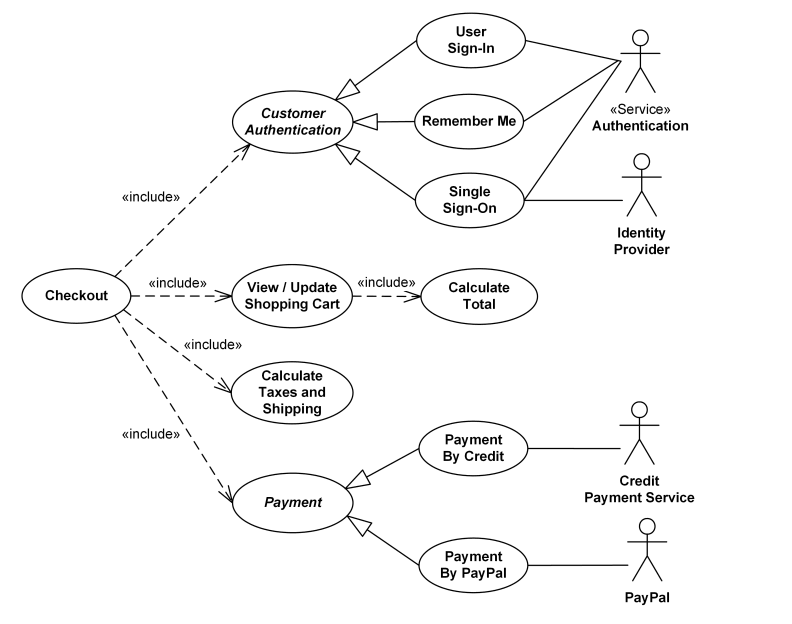 User
Sign-In
Customer
Authentication
Remember Me
«Service»
Authentication
«include»
Single
Sign-On
Identity
Provider
Checkout
«include»
View / Update
Shopping Cart
«include»
Calculate
Total
«include»
Calculate
Taxes and
Shipping
«include»
Payment
By Credit
Credit
Payment Service
Payment
Payment
By PayPal
PayPal